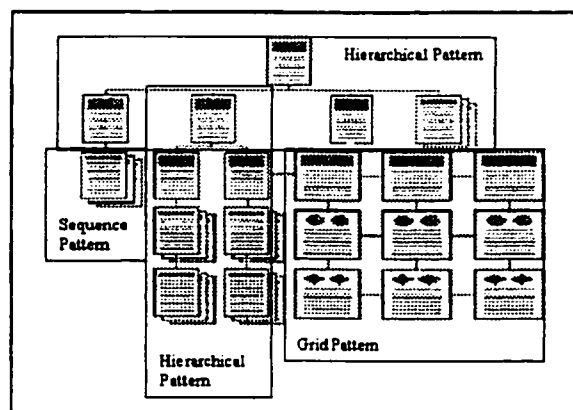 Hierarchical Pattern
Sequence
Pattern
Grid Pattern
Hierarchical
Pattern